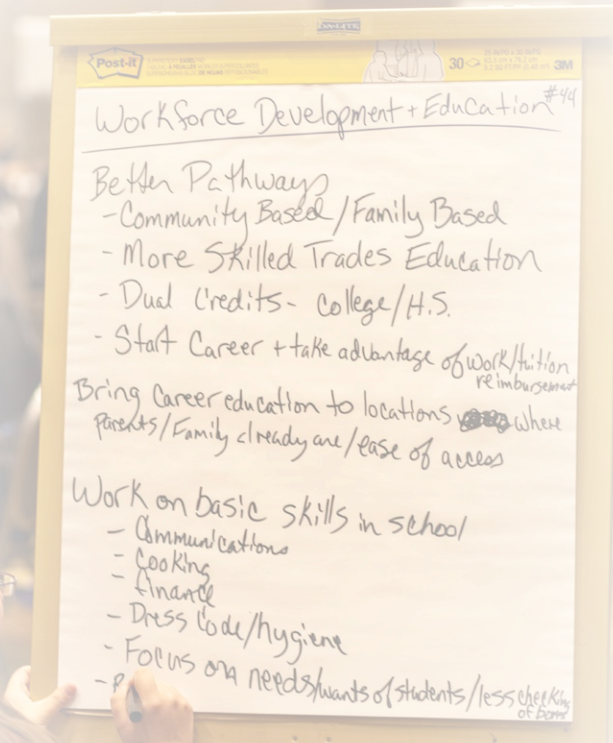 Post-it
30
3M
Workforce Development + Education #44
Better Pathways
- Community Based / Family Based
- More Skilled Trades Education
- Dual Credits - College/H.S.
- Start Career + take advantage of work/tuition
reimbursement
Bring Career education to locations where
Parents/Family already are/ease of access
Work on basic skills in school
- Communications
- Cooking
- finance
- Dress Code/hygiene
- Focus on needs/wants of students/less checking
of boxes
-